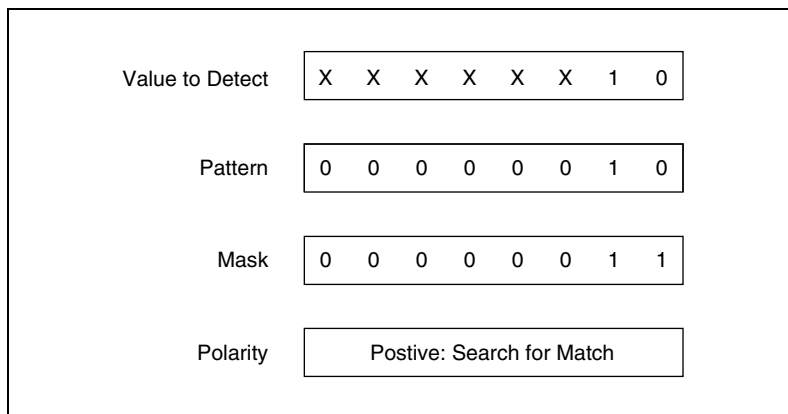 Value to Detect X X X X X X 1 0
Pattern 0 0 0 0 0 0 1 0
Mask 0 0 0 0 0 0 1 1
Polarity Postive: Search for Match